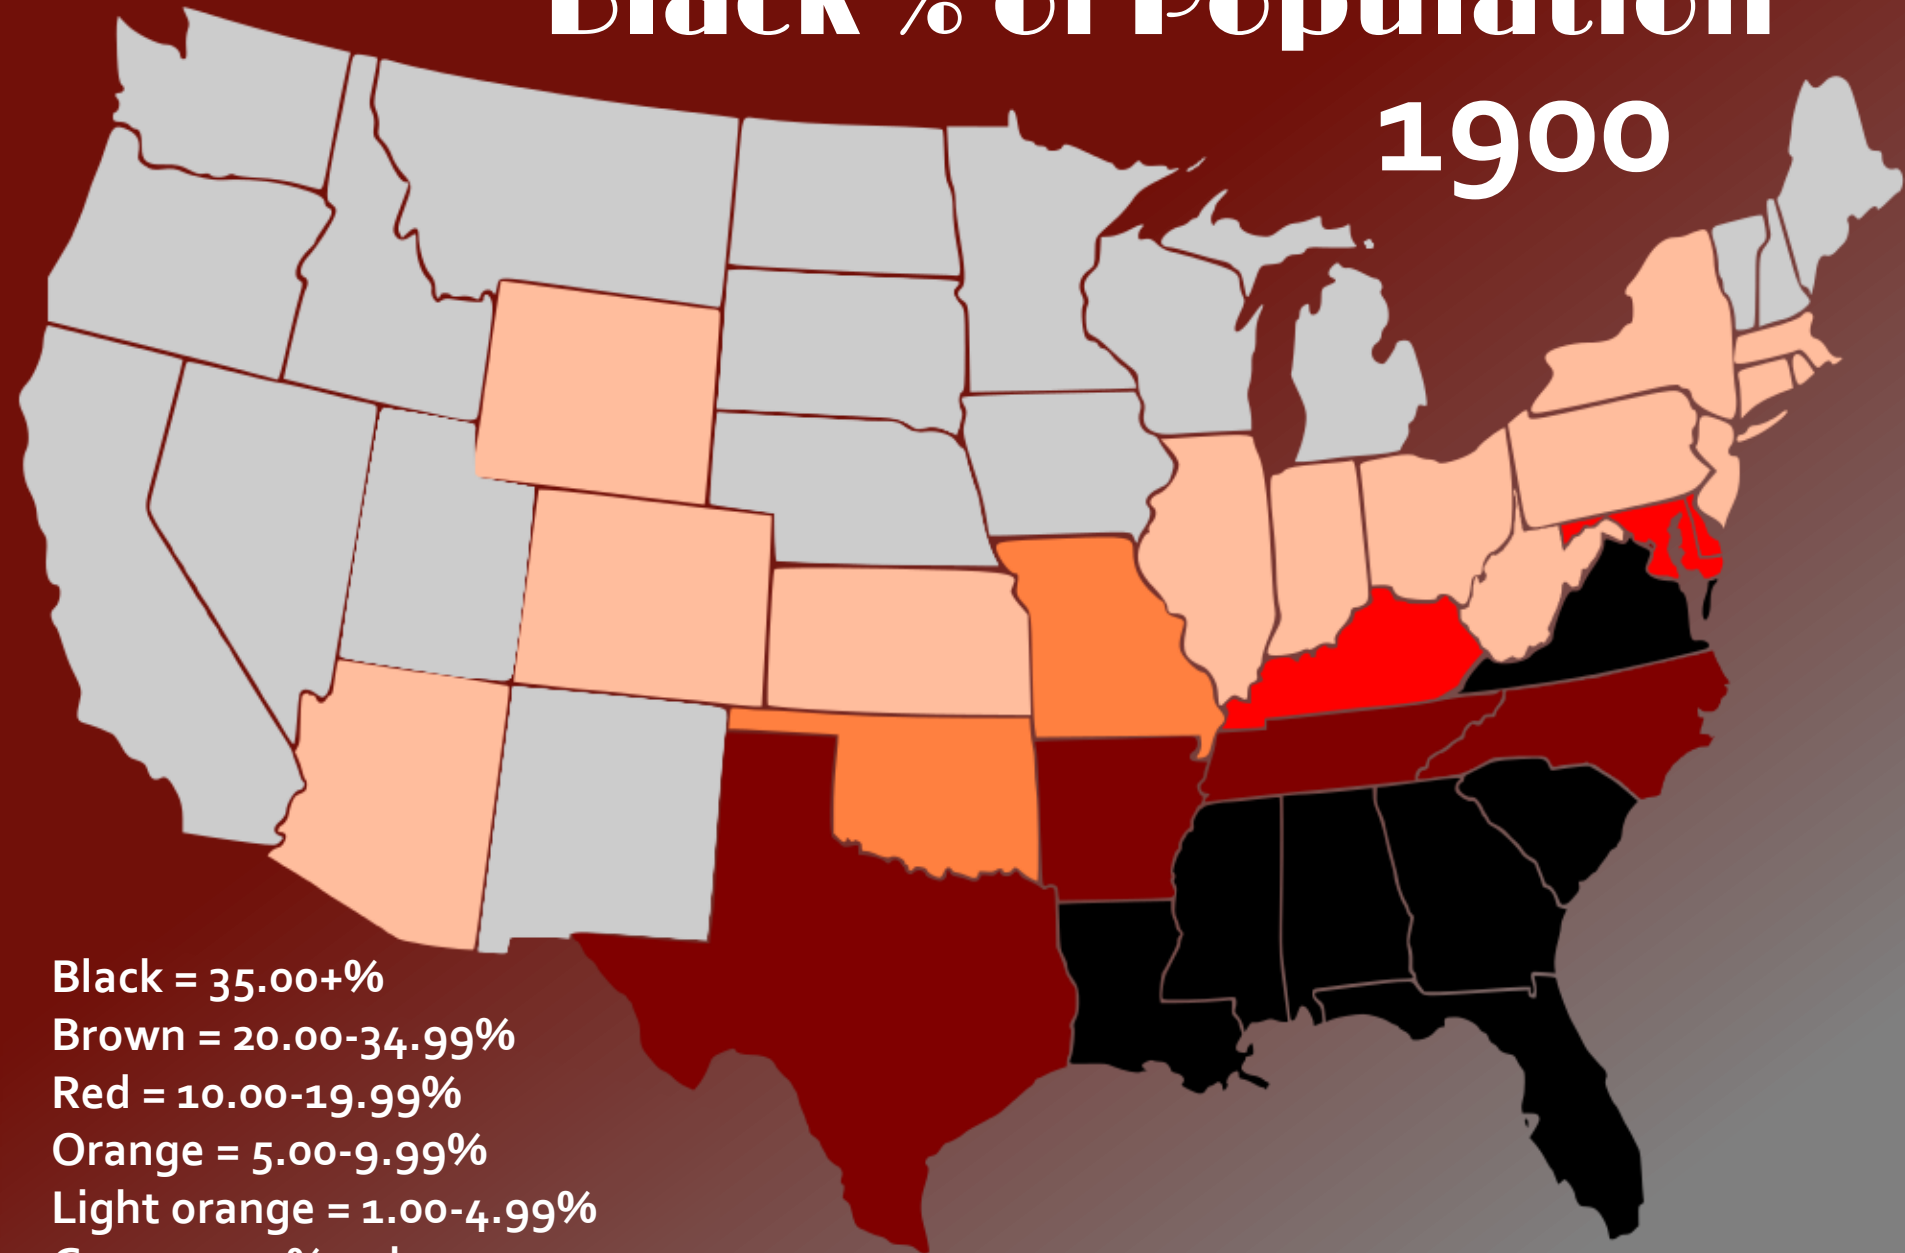 Black % of Population
1900
Black = 35.00+%
Brown = 20.00-34.99%
Red = 10.00-19.99%
Orange = 5.00-9.99%
Light orange = 1.00-4.99%